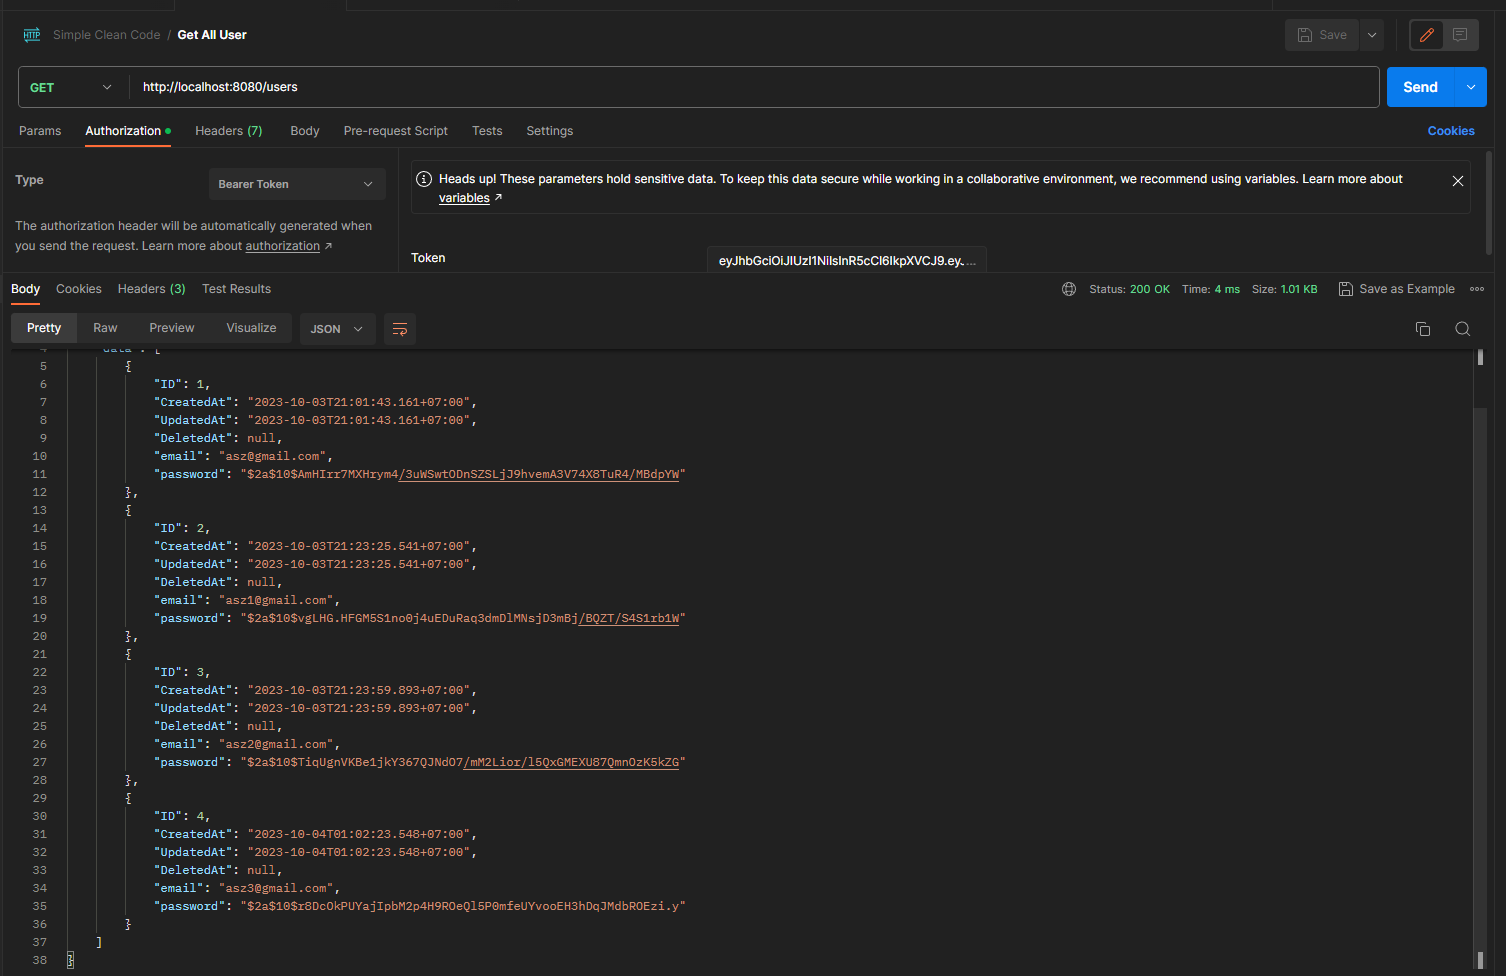 HTTP Simple Clean Code / Get All User Save
GET http://localhost:8080/users Send
Params Authorization Headers (7) Body Pre-request Script Tests Settings Cookies
Type Bearer Token
The authorization header will be automatically generated when
you send the request. Learn more about authorization ↗
Heads up! These parameters hold sensitive data. To keep this data secure while working in a collaborative environment, we recommend using variables. Learn more about
variables ↗
Token eyJhbGciOiJIUzI1NiIsInR5cCI6IkpXVCJ9.eyJ...
Body Cookies Headers (3) Test Results Status: 200 OK Time: 4 ms Size: 1.01 KB Save as Example
Pretty Raw Preview Visualize JSON
4 "data": [
5 {
6 "ID": 1,
7 "CreatedAt": "2023-10-03T21:01:43.161+07:00",
8 "UpdatedAt": "2023-10-03T21:01:43.161+07:00",
9 "DeletedAt": null,
10 "email": "asz@gmail.com",
11 "password": "$2a$10$AmHIrr7MXHrym4/3uWSwtODnSZSLjJ9hvemA3V74X8TuR4/MBdpYW"
12 },
13 {
14 "ID": 2,
15 "CreatedAt": "2023-10-03T21:23:25.541+07:00",
16 "UpdatedAt": "2023-10-03T21:23:25.541+07:00",
17 "DeletedAt": null,
18 "email": "asz1@gmail.com",
19 "password": "$2a$10$vgLHG.HFGM5S1no0j4uEDuRaq3dmDlMNsjD3mBj/BQZT/S4S1rb1W"
20 },
21 {
22 "ID": 3,
23 "CreatedAt": "2023-10-03T21:23:59.893+07:00",
24 "UpdatedAt": "2023-10-03T21:23:59.893+07:00",
25 "DeletedAt": null,
26 "email": "asz2@gmail.com",
27 "password": "$2a$10$TiqUgnVKBe1jkY367QJNdO7/mM2Lior/l5QxGMEXU87QmnOzK5kZG"
28 },
29 {
30 "ID": 4,
31 "CreatedAt": "2023-10-04T01:02:23.548+07:00",
32 "UpdatedAt": "2023-10-04T01:02:23.548+07:00",
33 "DeletedAt": null,
34 "email": "asz3@gmail.com",
35 "password": "$2a$10$r8DcOkPUYajIpbM2p4H9ROeQl5P0mfeUYvooEH3hDqJMdbROEzi.y"
36 }
37 ]
38 }